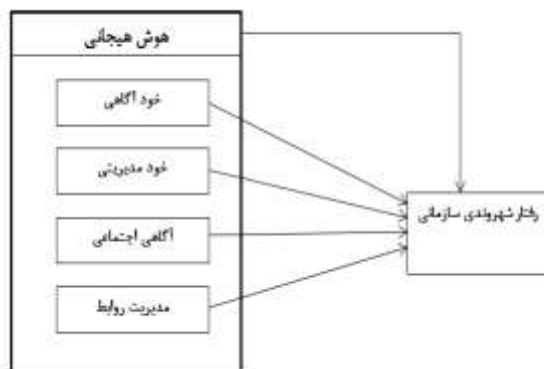 هوش هیجانی
خود آگاهی
خود مدیریتی
آگاهی اجتماعی
مدیریت روابط
رفتار شهروندی سازمانی